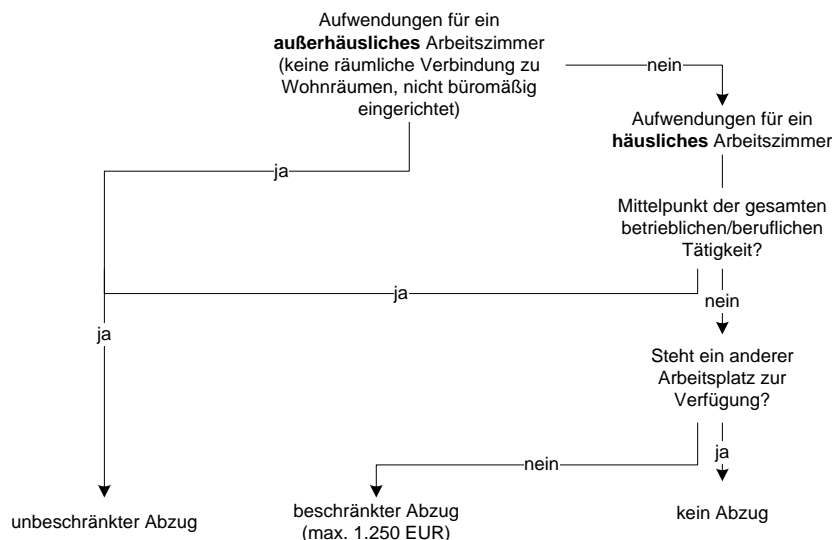 Aufwendungen für ein
außerhäusliches Arbeitszimmer
(keine räumliche Verbindung zu
Wohnräumen, nicht büromäßig
eingerichtet)
nein
Aufwendungen für ein
häusliches Arbeitszimmer
ja
Mittelpunkt der gesamten
betrieblichen/beruflichen
Tätigkeit?
ja
nein
ja
Steht ein anderer
Arbeitsplatz zur
Verfügung?
nein
ja
unbeschränkter Abzug
beschränkter Abzug
(max. 1.250 EUR)
kein Abzug